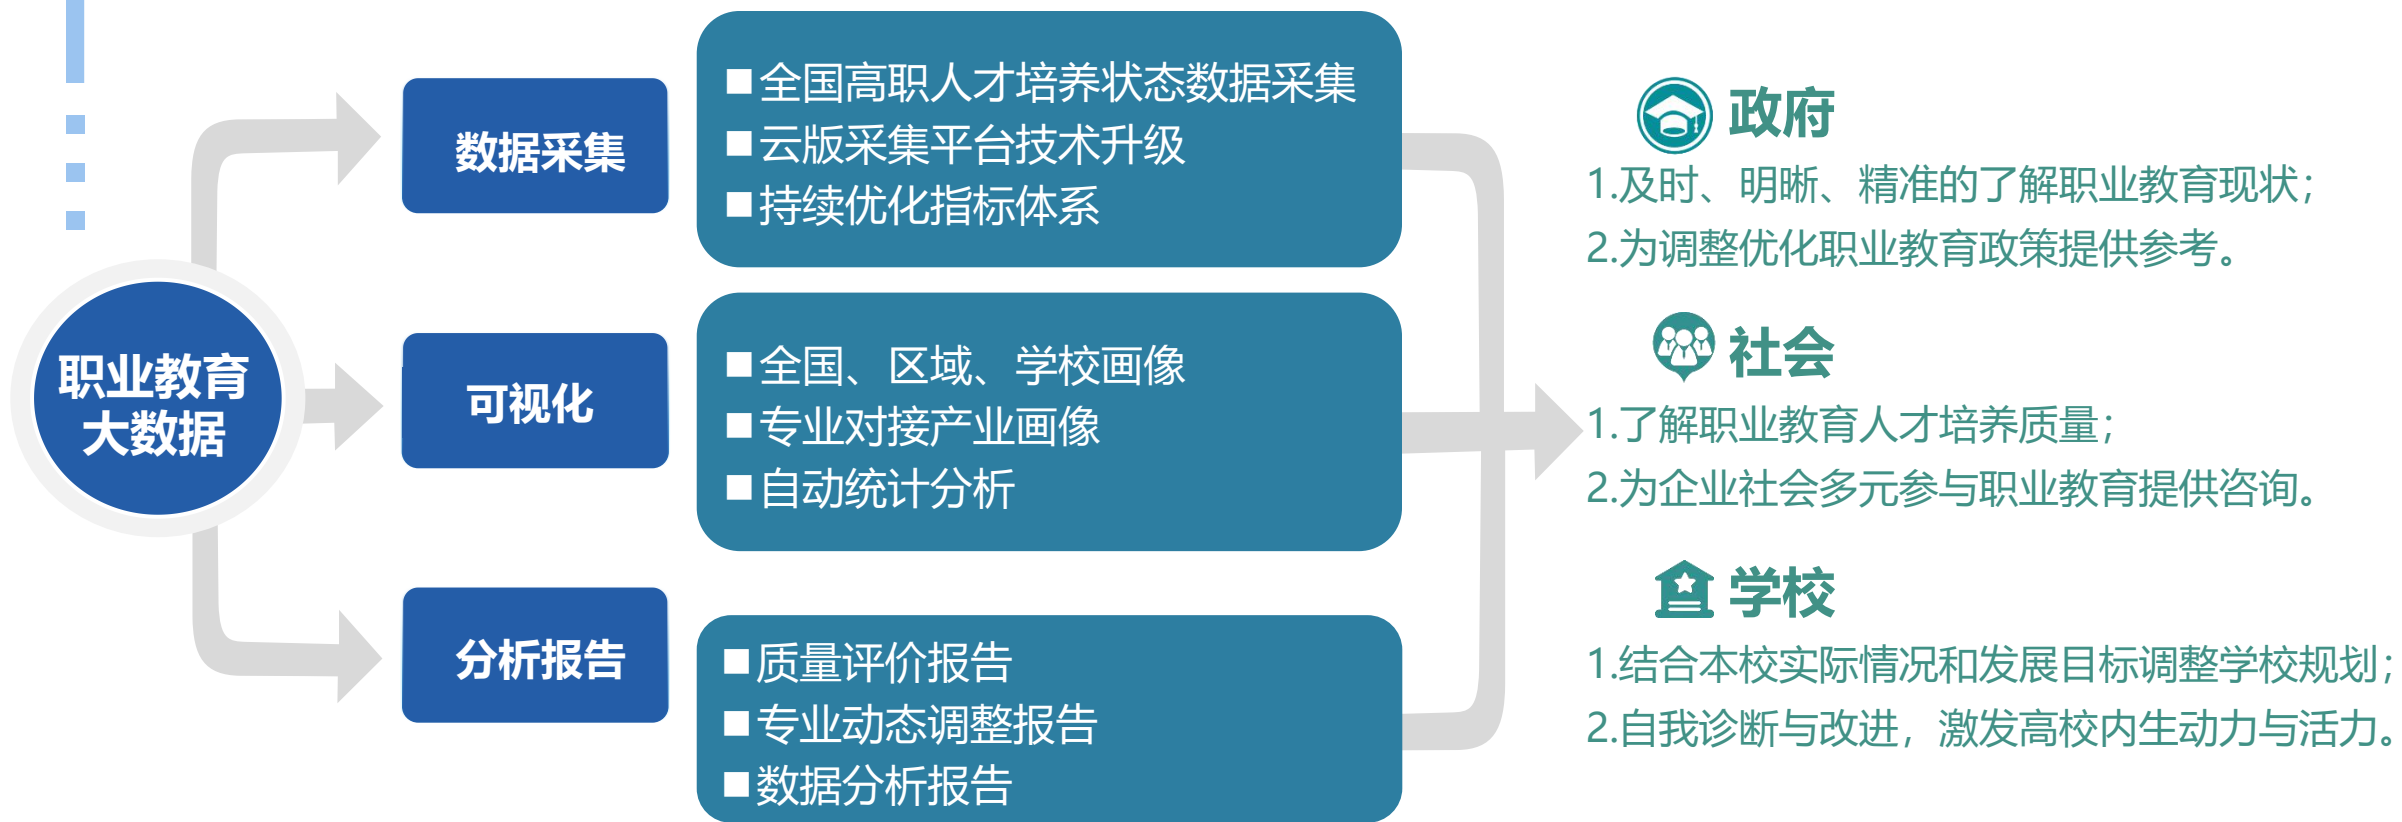 职业教育
大数据
数据采集
全国高职人才培养状态数据采集
云版采集平台技术升级
持续优化指标体系
可视化
全国、区域、学校画像
专业对接产业画像
自动统计分析
分析报告
质量评价报告
专业动态调整报告
数据分析报告
政府
1.及时、明晰、精准的了解职业教育现状；
2.为调整优化职业教育政策提供参考。
社会
1.了解职业教育人才培养质量；
2.为企业社会多元参与职业教育提供咨询。
学校
1.结合本校实际情况和发展目标调整学校规划；
2.自我诊断与改进，激发高校内生动力与活力。